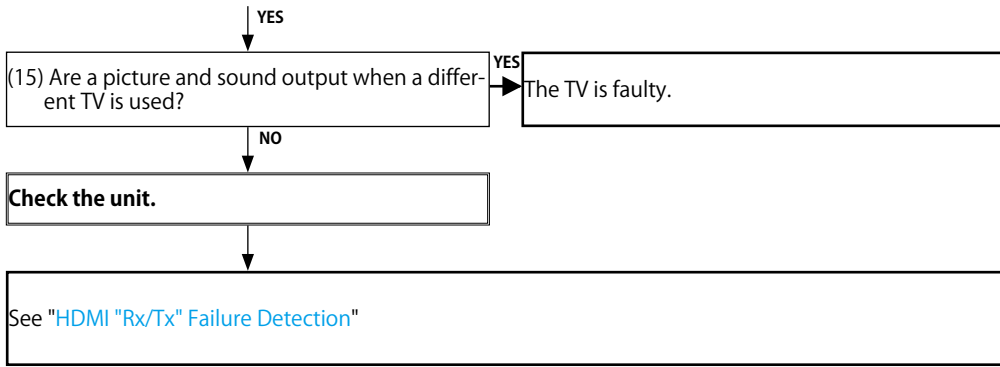 YES
(15) Are a picture and sound output when a differ-
ent TV is used?
YES
The TV is faulty.
NO
Check the unit.
See "HDMI "Rx/Tx" Failure Detection"